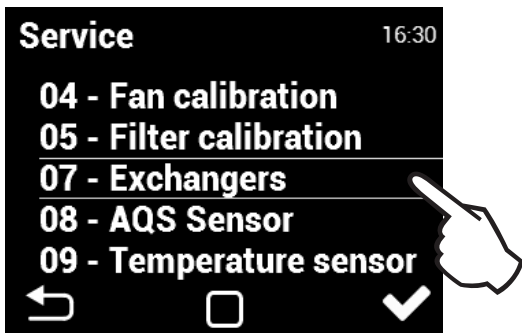 Service
16:30
04 - Fan calibration
05 - Filter calibration
07 - Exchangers
08 - AQS Sensor
09 - Temperature sensor